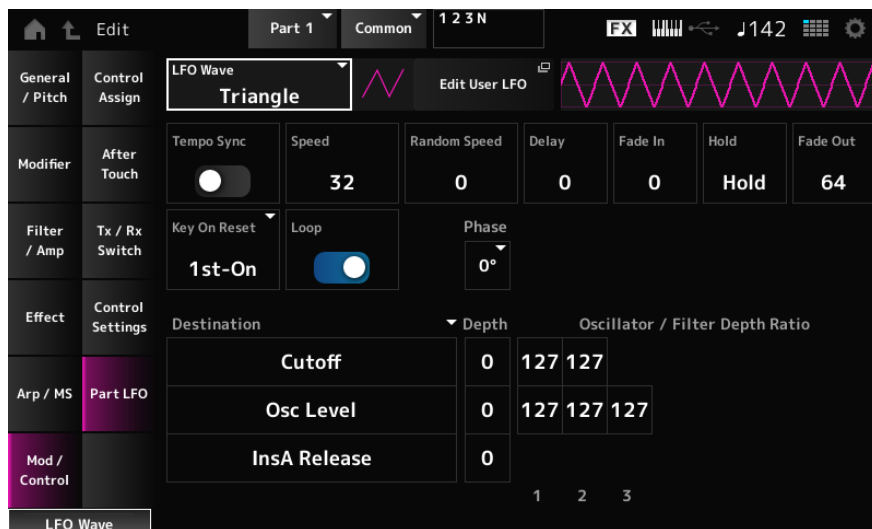 Edit
Part 1
Common
1 2 3 N
FX
♩142
General
/ Pitch
Control
Assign
LFO Wave
Triangle
Edit User LFO
Modifier
After
Touch
Tempo Sync
Speed
32
Random Speed
0
Delay
0
Fade In
0
Hold
Hold
Fade Out
64
Filter
/ Amp
Tx / Rx
Switch
Key On Reset
1st-On
Loop
Phase
0°
Effect
Control
Settings
Destination
Depth
Oscillator / Filter Depth Ratio
Cutoff
0
127 127
Arp / MS
Part LFO
Osc Level
0
127 127 127
Mod /
Control
InsA Release
0
1 2 3
LFO Wave